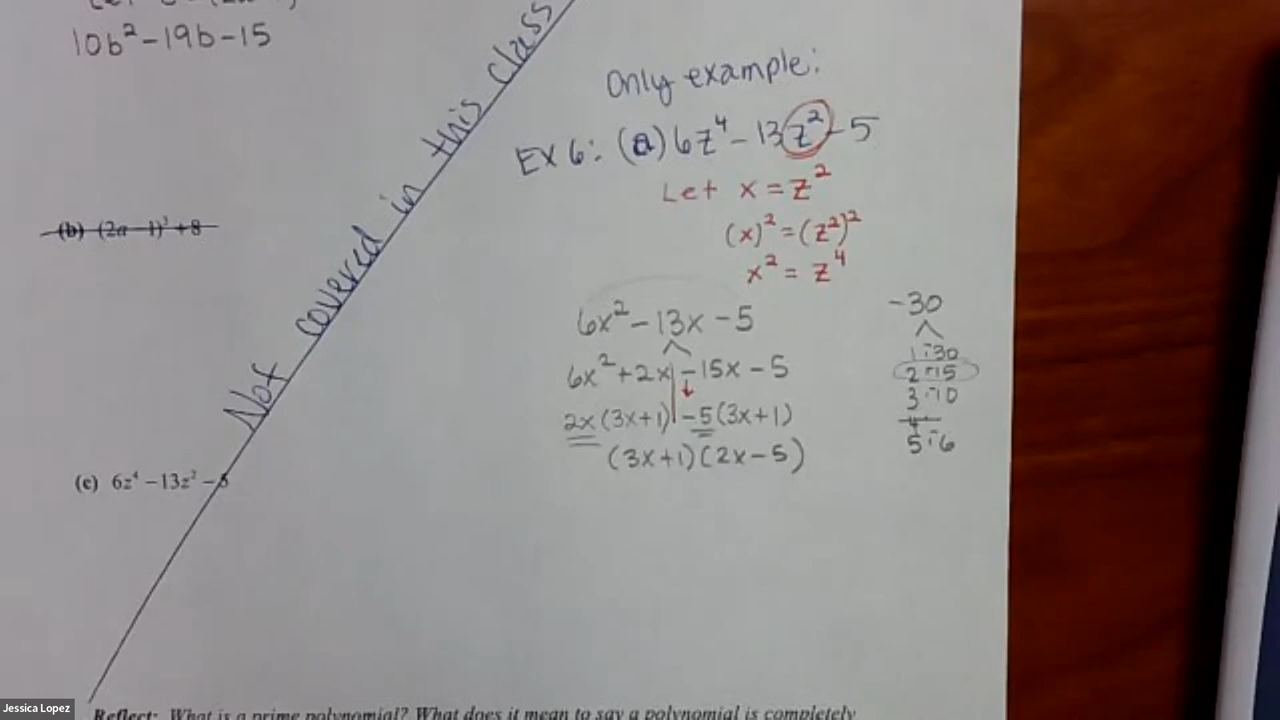 10b² - 19b - 15
Not covered in this class
(b) (2a - 1)³ + 8
(c) 6z⁴ - 13z² - 5
Only example:
EX 6: (a) 6z⁴ - 13z² - 5
Let x = z²
(x)² = (z²)²
x² = z⁴
6x² - 13x - 5
6x² + 2x - 15x - 5
2x(3x+1) - 5(3x+1)
(3x+1)(2x-5)
-30
1·-30
2·-15
3·-10
4
5·-6
Reflect: What is a prime polynomial? What does it mean to say a polynomial is completely
Jessica Lopez